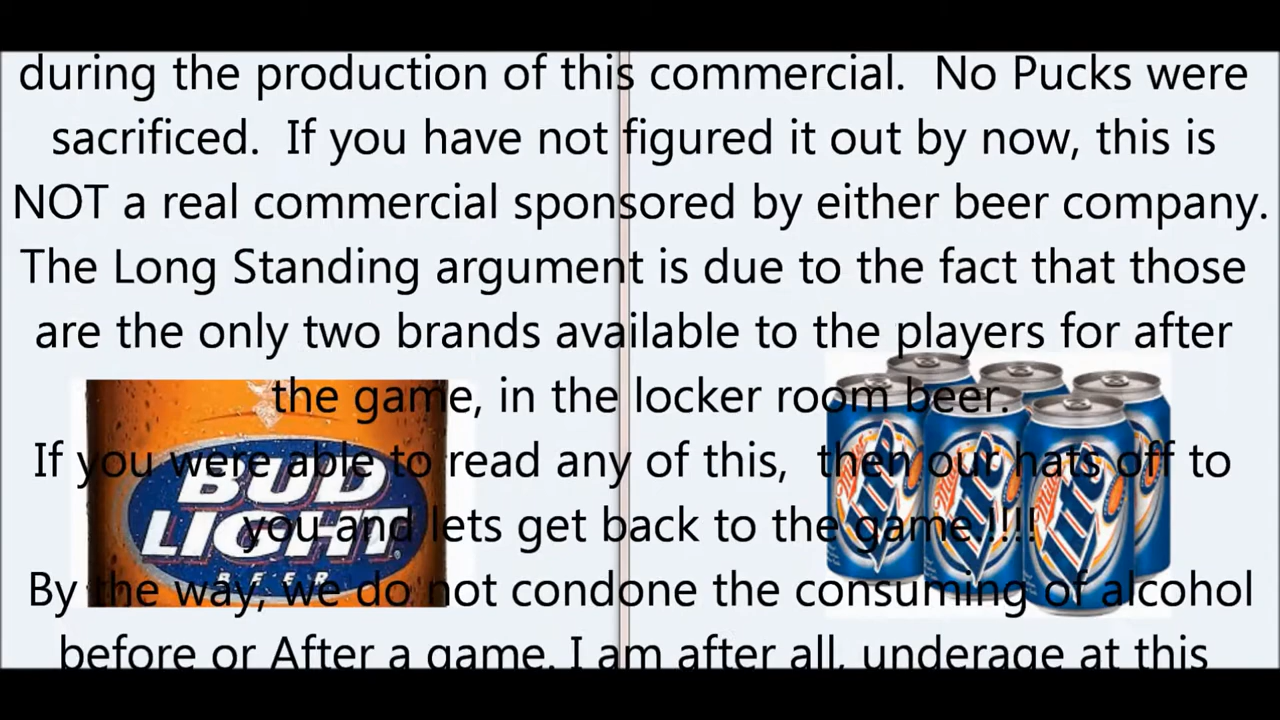 during the production of this commercial.  No Pucks were
sacrificed.  If you have not figured it out by now, this is
NOT a real commercial sponsored by either beer company.
The Long Standing argument is due to the fact that those
are the only two brands available to the players for after
the game, in the locker room beer.
If you were able to read any of this,  then our hats off to
you and lets get back to the game.!!!!
By the way, we do not condone the consuming of alcohol
before or After a game. I am after all, underage at this
BUD
LIGHT
BEER
Miller
Lite
Lite
Lite